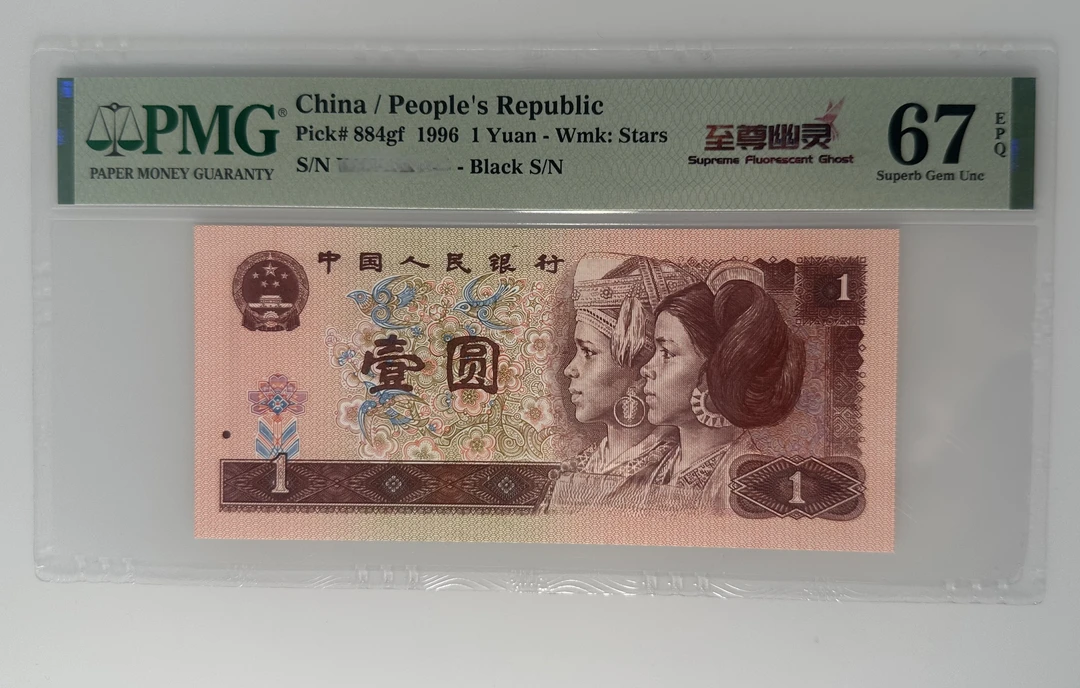 PMG®
PAPER MONEY GUARANTY
China / People's Republic
Pick# 884gf 1996 1 Yuan - Wmk: Stars
S/N - Black S/N
至尊幽灵
Supreme Fluorescent Ghost
67
EPQ
Superb Gem Unc
中国人民银行
壹圆
1
1
1